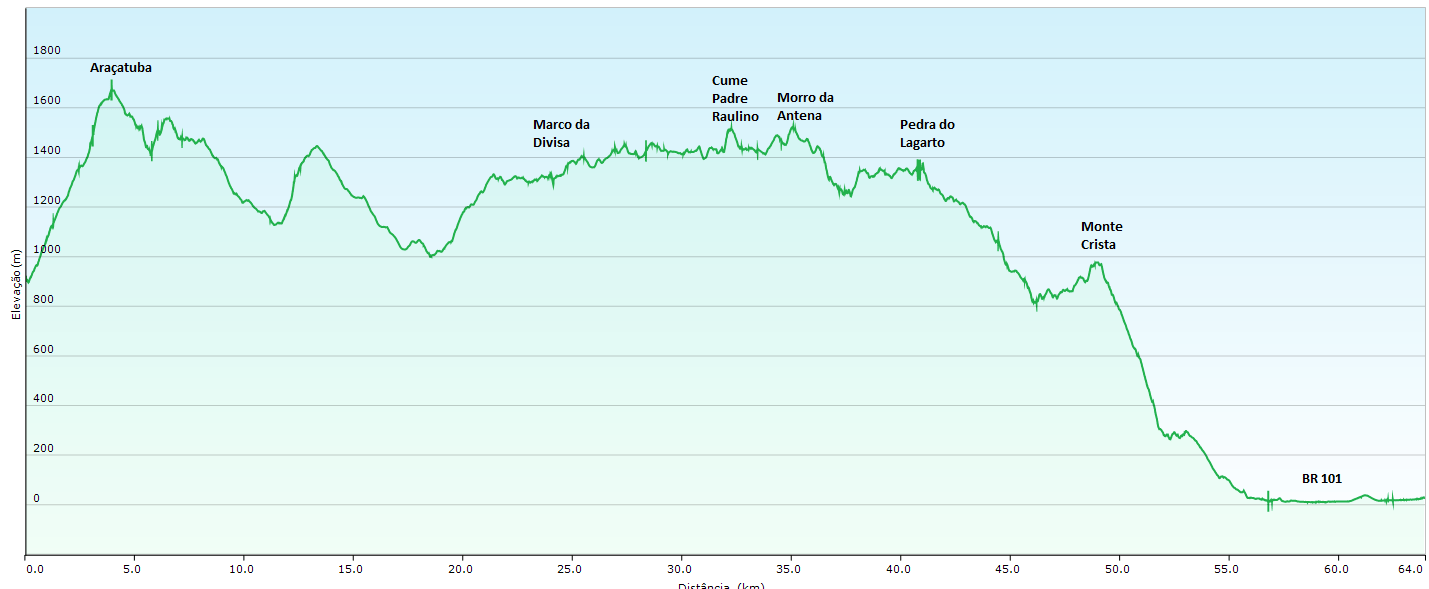 1800
Araçatuba
1600
Cume
Padre
Raulino
Morro da
Antena
Marco da
Divisa
Pedra do
Lagarto
1400
1200
Monte
Crista
1000
Elevação (m)
800
600
400
200
BR 101
0
0.0 5.0 10.0 15.0 20.0 25.0 30.0 35.0 40.0 45.0 50.0 55.0 60.0 64.0
Distância (km)